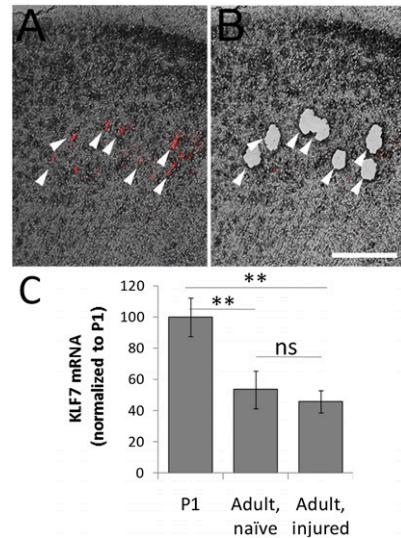 A
B
C
**
**
ns
120
100
80
60
40
20
0
KLF7 mRNA
(normalized to P1)
P1
Adult,
naïve
Adult,
injured